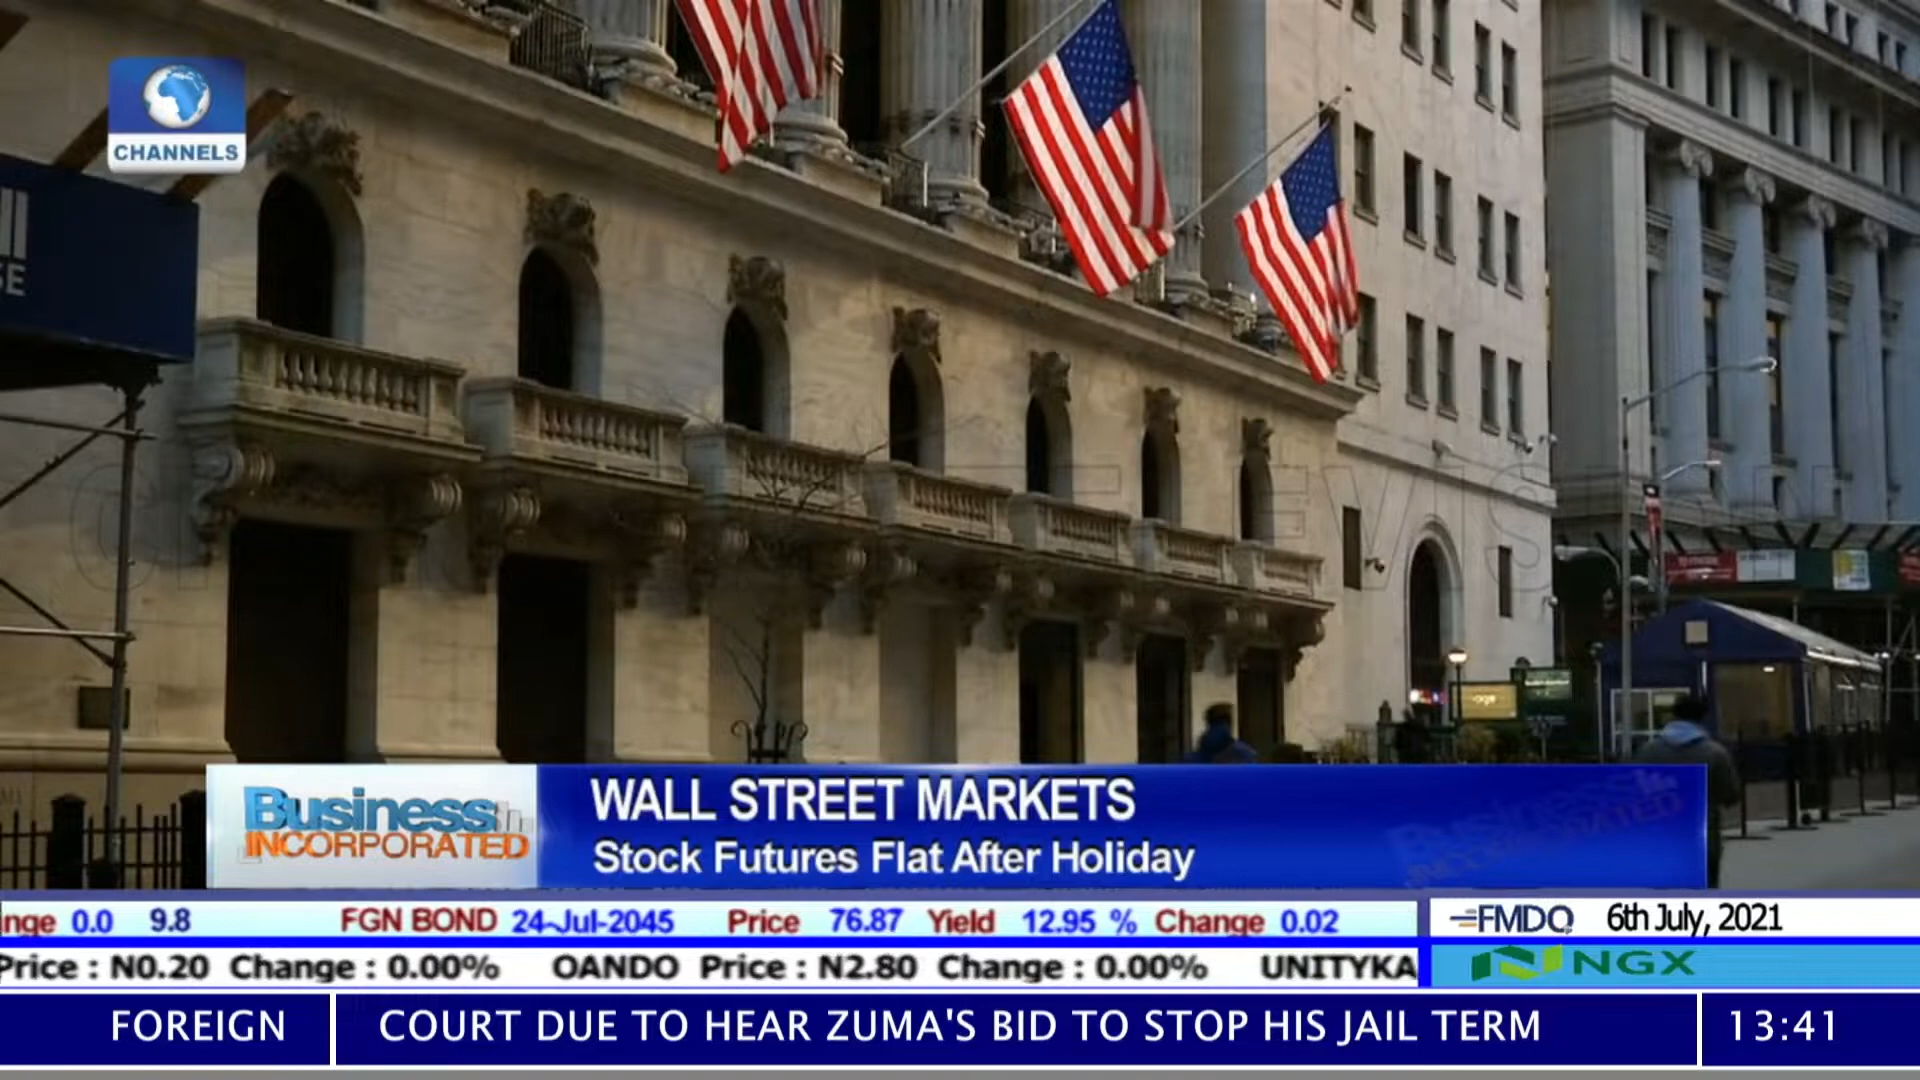 CHANNELS
SE
Business
INCORPORATED
WALL STREET MARKETS
Stock Futures Flat After Holiday
nge 0.0 9.8 FGN BOND 24-Jul-2045 Price 76.87 Yield 12.95 % Change 0.02
FMDQ 6th July, 2021
Price : N0.20 Change : 0.00% OANDO Price : N2.80 Change : 0.00% UNITYKA
NGX
FOREIGN
COURT DUE TO HEAR ZUMA'S BID TO STOP HIS JAIL TERM
13:41